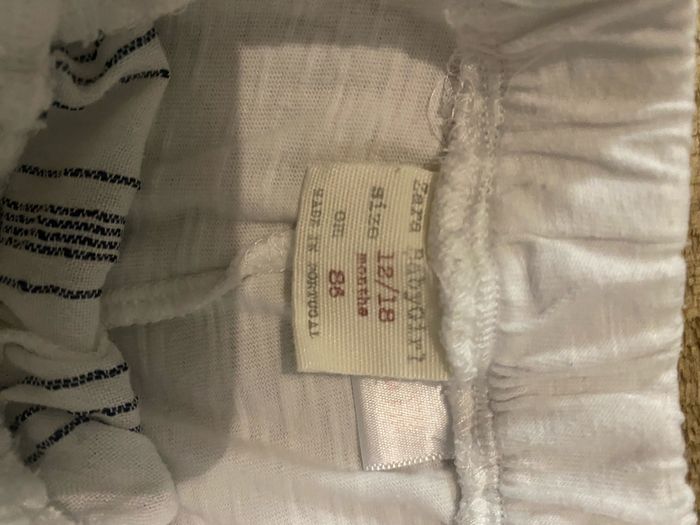 Zara BabyGirl
size 12/18
months
CM 86
MADE IN PORTUGAL